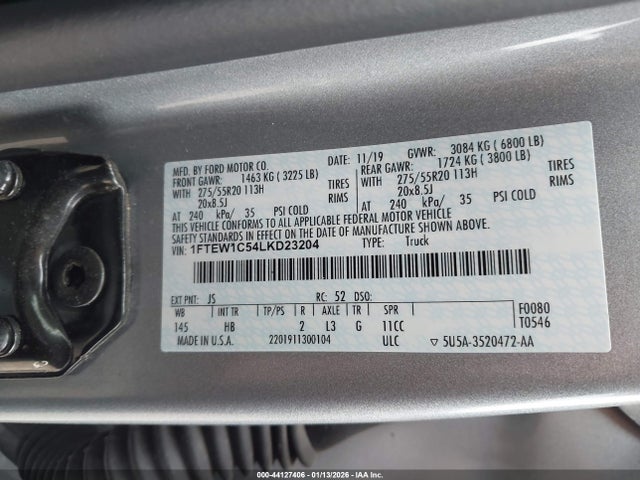 MFD. BY FORD MOTOR CO. 11/19 GVWR: 3084 KG ( 6800 LB)
FRONT GAWR: 1463 KG ( 3225 LB) REAR GAWR: 1724 KG ( 3800 LB)
WITH 275/55R20 113H TIRES WITH 275/55R20 113H TIRES
20x8.5J RIMS 20x8.5J RIMS
AT 240 kPa/ 35 PSI COLD AT 240 kPa/ 35 PSI COLD
THIS VEHICLE CONFORMS TO ALL APPLICABLE FEDERAL MOTOR VEHICLE
SAFETY STANDARDS IN EFFECT ON THE DATE OF MANUFACTURE SHOWN ABOVE.
VIN: 1FTEW1C54LKD23204 TYPE: Truck
EXT PNT: JS RC: 52 DSO:
WB INT TR TP/PS R AXLE TR SPR F0080
145 HB 2 L3 G 11CC T0S46
MADE IN U.S.A. 2201911300104 ULC ▽ 5U5A-3520472-AA
000-44127406 - 01/13/2026 - IAA Inc.